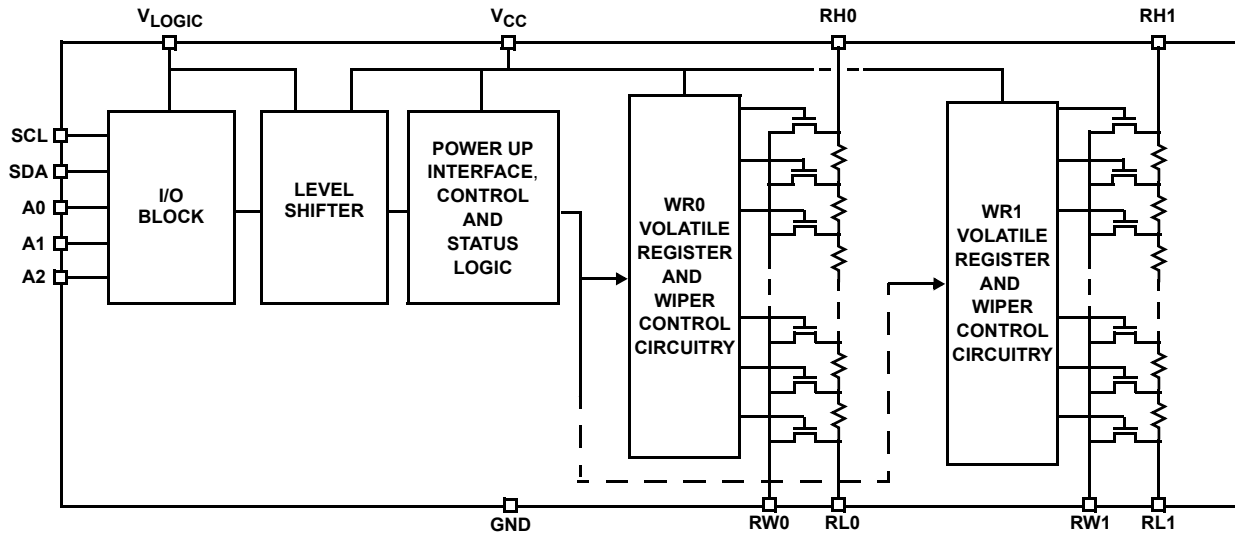 VLOGIC
VCC
RH0
RH1
SCL
SDA
A0
A1
A2
I/O
BLOCK
LEVEL
SHIFTER
POWER UP
INTERFACE,
CONTROL
AND
STATUS
LOGIC
WR0
VOLATILE
REGISTER
AND
WIPER
CONTROL
CIRCUITRY
WR1
VOLATILE
REGISTER
AND
WIPER
CONTROL
CIRCUITRY
GND
RW0
RL0
RW1
RL1